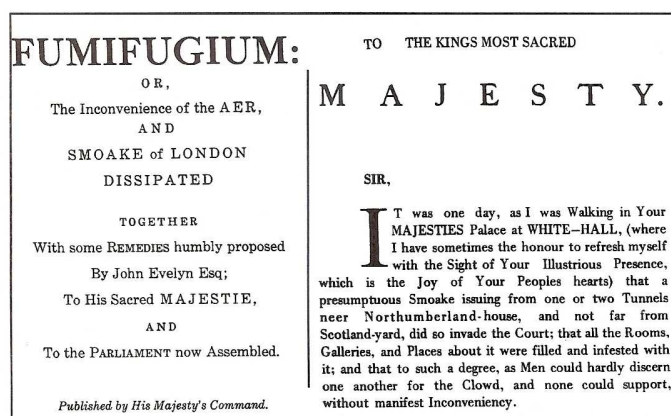 FUMIFUGIUM:
OR,
The Inconvenience of the AER,
AND
SMOAKE of LONDON
DISSIPATED
TOGETHER
With some REMEDIES humbly proposed
By John Evelyn Esq;
To His Sacred MAJESTIE,
AND
To the PARLIAMENT now Assembled.
Published by His Majesty's Command.
TO THE KINGS MOST SACRED
MAJESTY.
SIR,
IT was one day, as I was Walking in Your
MAJESTIES Palace at WHITE-HALL, (where
I have sometimes the honour to refresh myself
with the Sight of Your Illustrious Presence,
which is the Joy of Your Peoples hearts) that a
presumptuous Smoake issuing from one or two Tunnels
neer Northumberland-house, and not far from
Scotland-yard, did so invade the Court; that all the Rooms,
Galleries, and Places about it were filled and infested with
it; and that to such a degree, as Men could hardly discern
one another for the Clowd, and none could support,
without manifest Inconveniency.